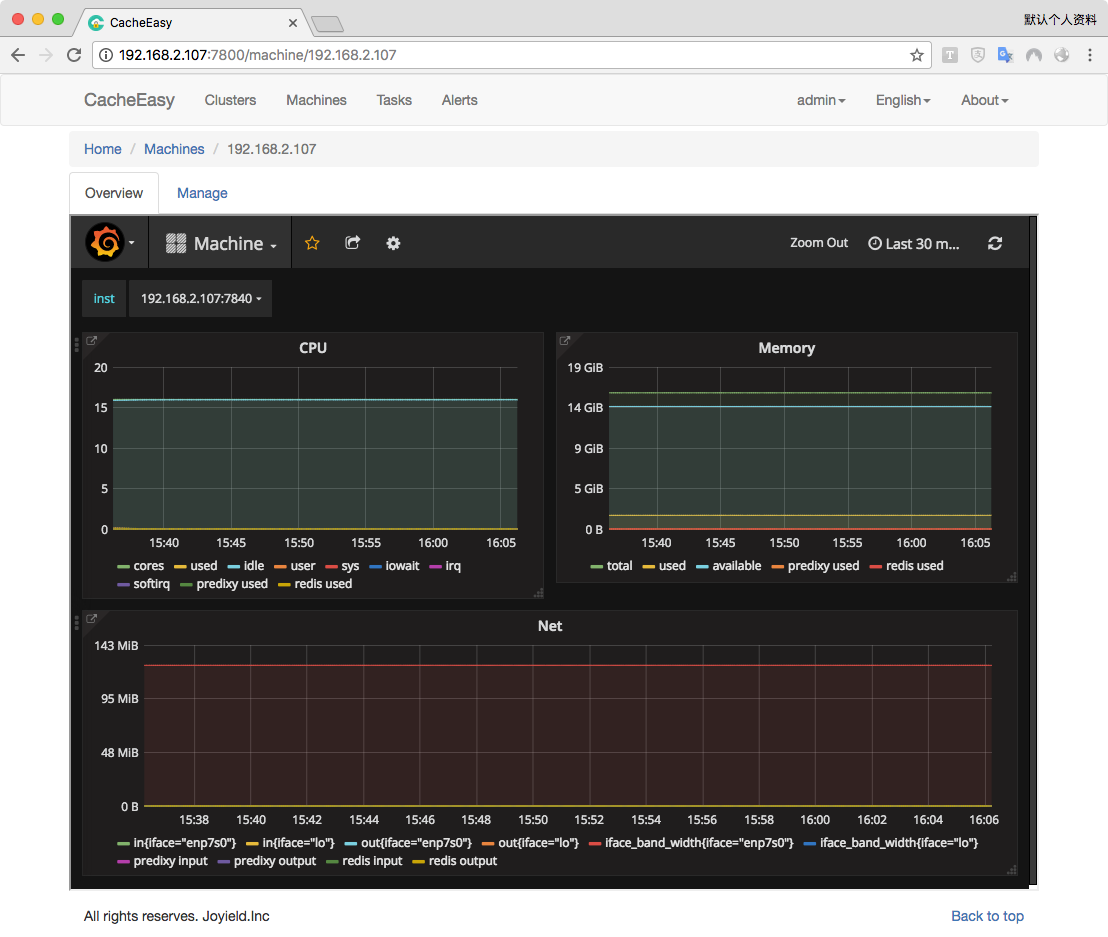 CacheEasy
默认个人资料
192.168.2.107:7800/machine/192.168.2.107
CacheEasy Clusters Machines Tasks Alerts admin English About
Home / Machines / 192.168.2.107
Overview Manage
Machine Zoom Out Last 30 m...
inst 192.168.2.107:7840
CPU
20
15
10
5
0
15:40 15:45 15:50 15:55 16:00 16:05
cores used idle user sys iowait irq
softirq predixy used redis used
Memory
19 GiB
14 GiB
9 GiB
5 GiB
0 B
15:40 15:45 15:50 15:55 16:00 16:05
total used available predixy used redis used
Net
143 MiB
95 MiB
48 MiB
0 B
15:38 15:40 15:42 15:44 15:46 15:48 15:50 15:52 15:54 15:56 15:58 16:00 16:02 16:04 16:06
in{iface="enp7s0"} in{iface="lo"} out{iface="enp7s0"} out{iface="lo"} iface_band_width{iface="enp7s0"} iface_band_width{iface="lo"}
predixy input predixy output redis input redis output
All rights reserves. Joyield.Inc Back to top